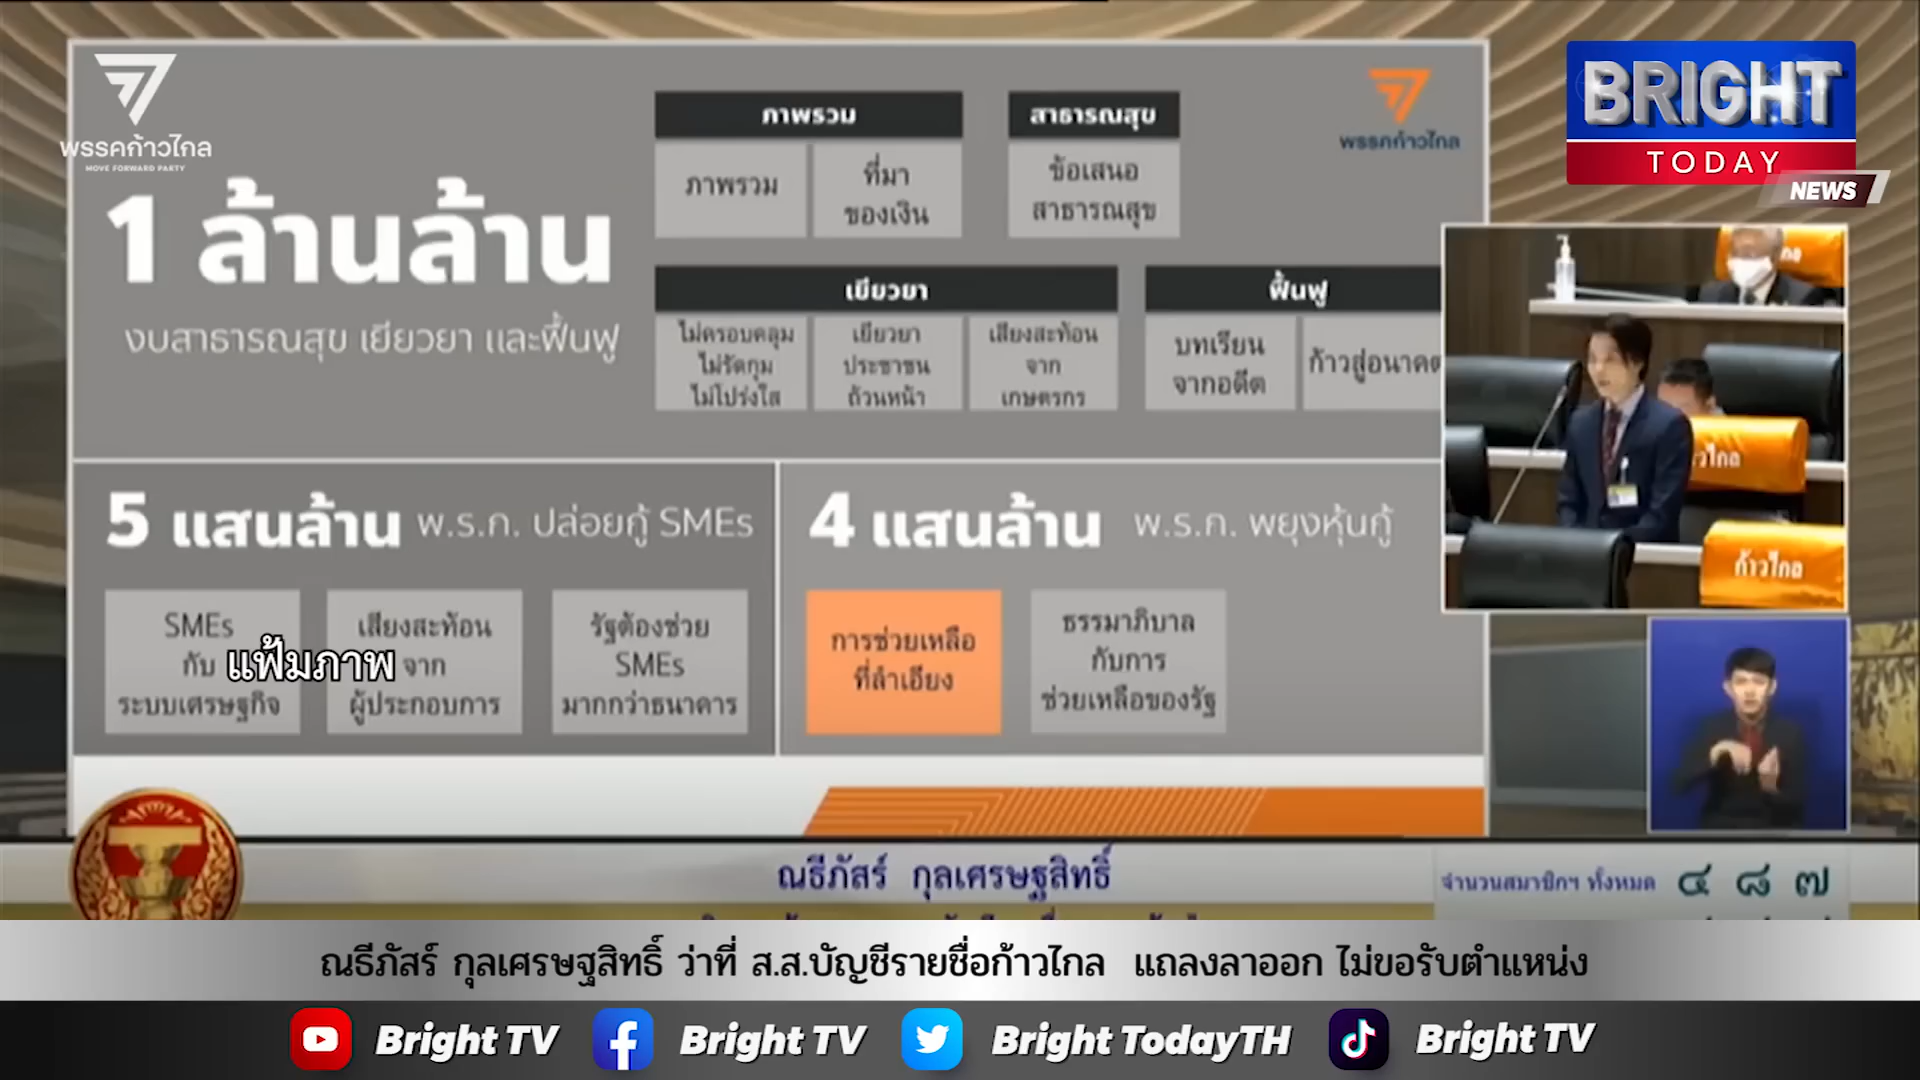 พรรคก้าวไกล
MOVE FORWARD PARTY
พรรคก้าวไกล
BRIGHT
TODAY
NEWS
1 ล้านล้าน
งบสาธารณสุข เยียวยา และฟื้นฟู
ภาพรวม
ภาพรวม
ที่มา
ของเงิน
สาธารณสุข
ข้อเสนอ
สาธารณสุข
เยียวยา
ไม่ครอบคลุม
ไม่รัดกุม
ไม่โปร่งใส
เยียวยา
ประชาชน
ถ้วนหน้า
เสียงสะท้อน
จาก
เกษตรกร
ฟื้นฟู
บทเรียน
จากอดีต
ก้าวสู่อนาคต
5 แสนล้าน พ.ร.ก. ปล่อยกู้ SMEs
SMEs
กับ
ระบบเศรษฐกิจ
เสียงสะท้อน
จาก
ผู้ประกอบการ
รัฐต้องช่วย
SMEs
มากกว่าธนาคาร
แฟ้มภาพ
4 แสนล้าน พ.ร.ก. พยุงหุ้นกู้
การช่วยเหลือ
ที่ลำเอียง
ธรรมาภิบาล
กับการ
ช่วยเหลือของรัฐ
ก้าวไกล
ณธีภัสร์ กุลเศรษฐสิทธิ์
จำนวนสมาชิกฯ ทั้งหมด ๔ ๘ ๗
ณธีภัสร์ กุลเศรษฐสิทธิ์ ว่าที่ ส.ส.บัญชีรายชื่อก้าวไกล แถลงลาออก ไม่ขอรับตำแหน่ง
Bright TV Bright TV Bright TodayTH Bright TV